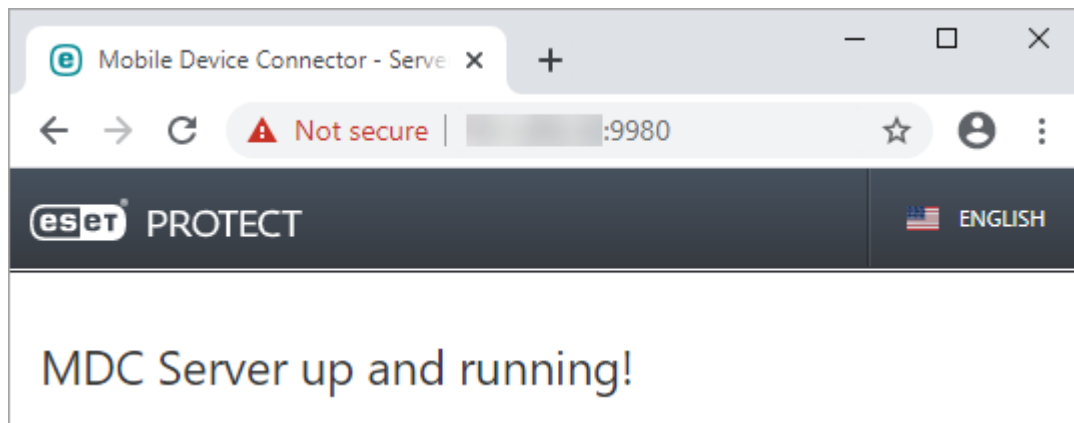 Mobile Device Connector - Serve
Not secure | :9980
eseT PROTECT ENGLISH
MDC Server up and running!